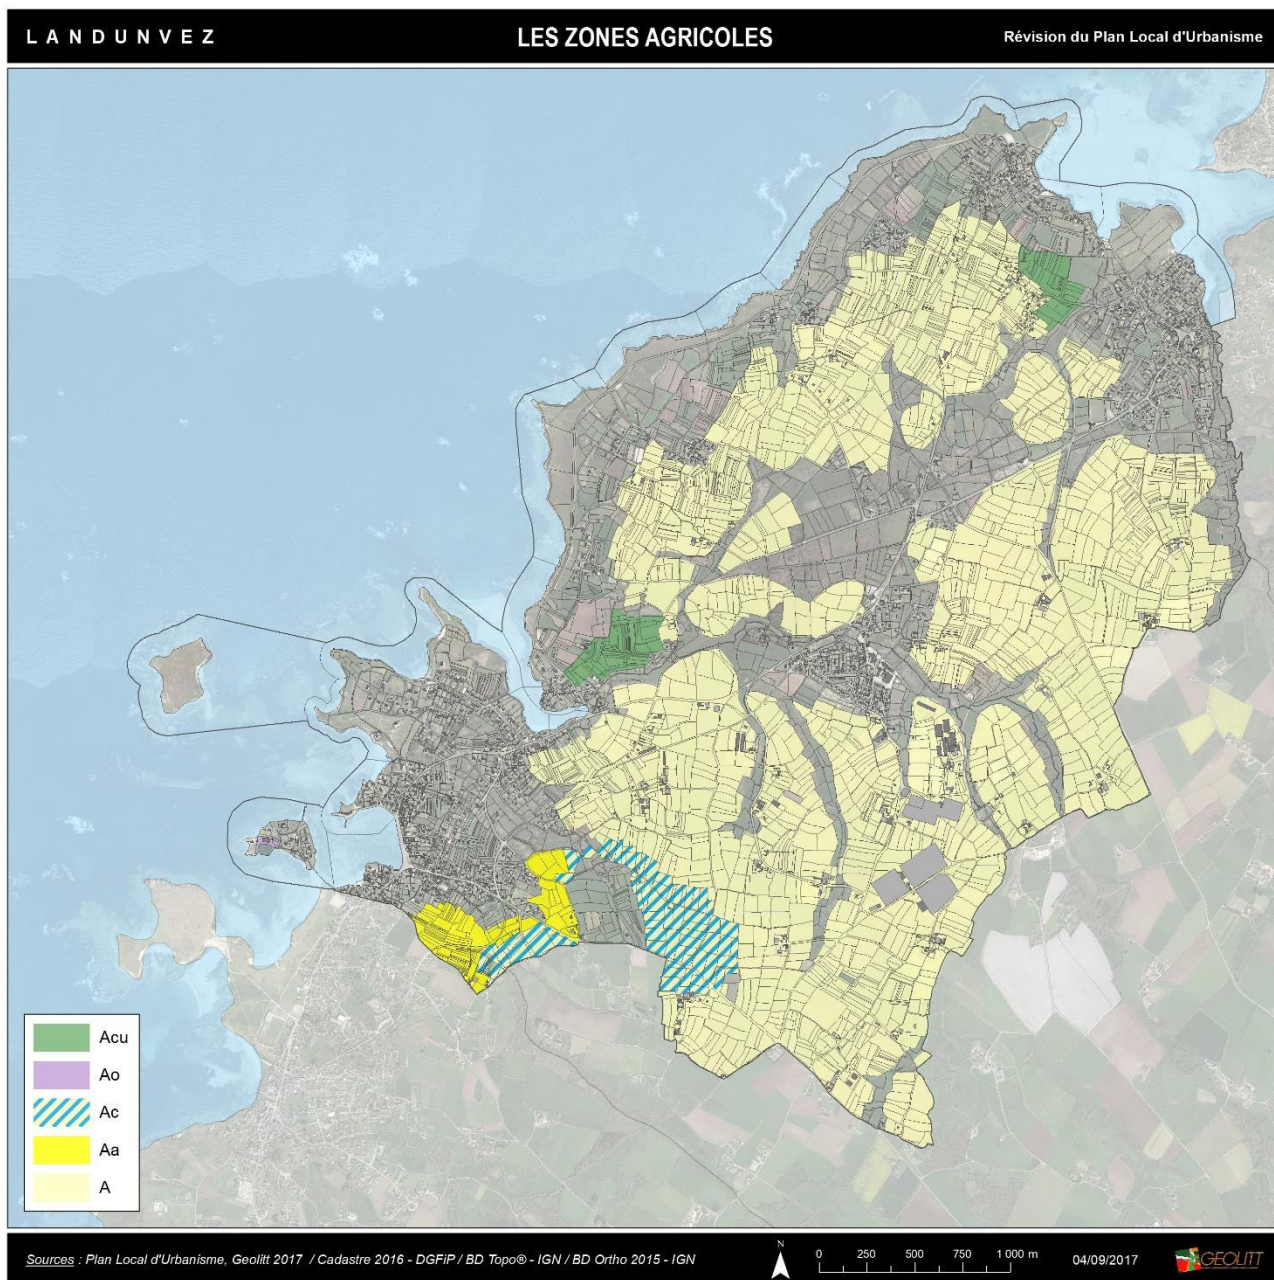 LANDUNVEZ
LES ZONES AGRICOLES
Révision du Plan Local d'Urbanisme
Acu
Ao
Ac
Aa
A
Sources : Plan Local d'Urbanisme, Geolitt 2017 / Cadastre 2016 - DGFiP / BD Topo® - IGN / BD Ortho 2015 - IGN
N
0 250 500 750 1 000 m
04/09/2017
GEOLITT